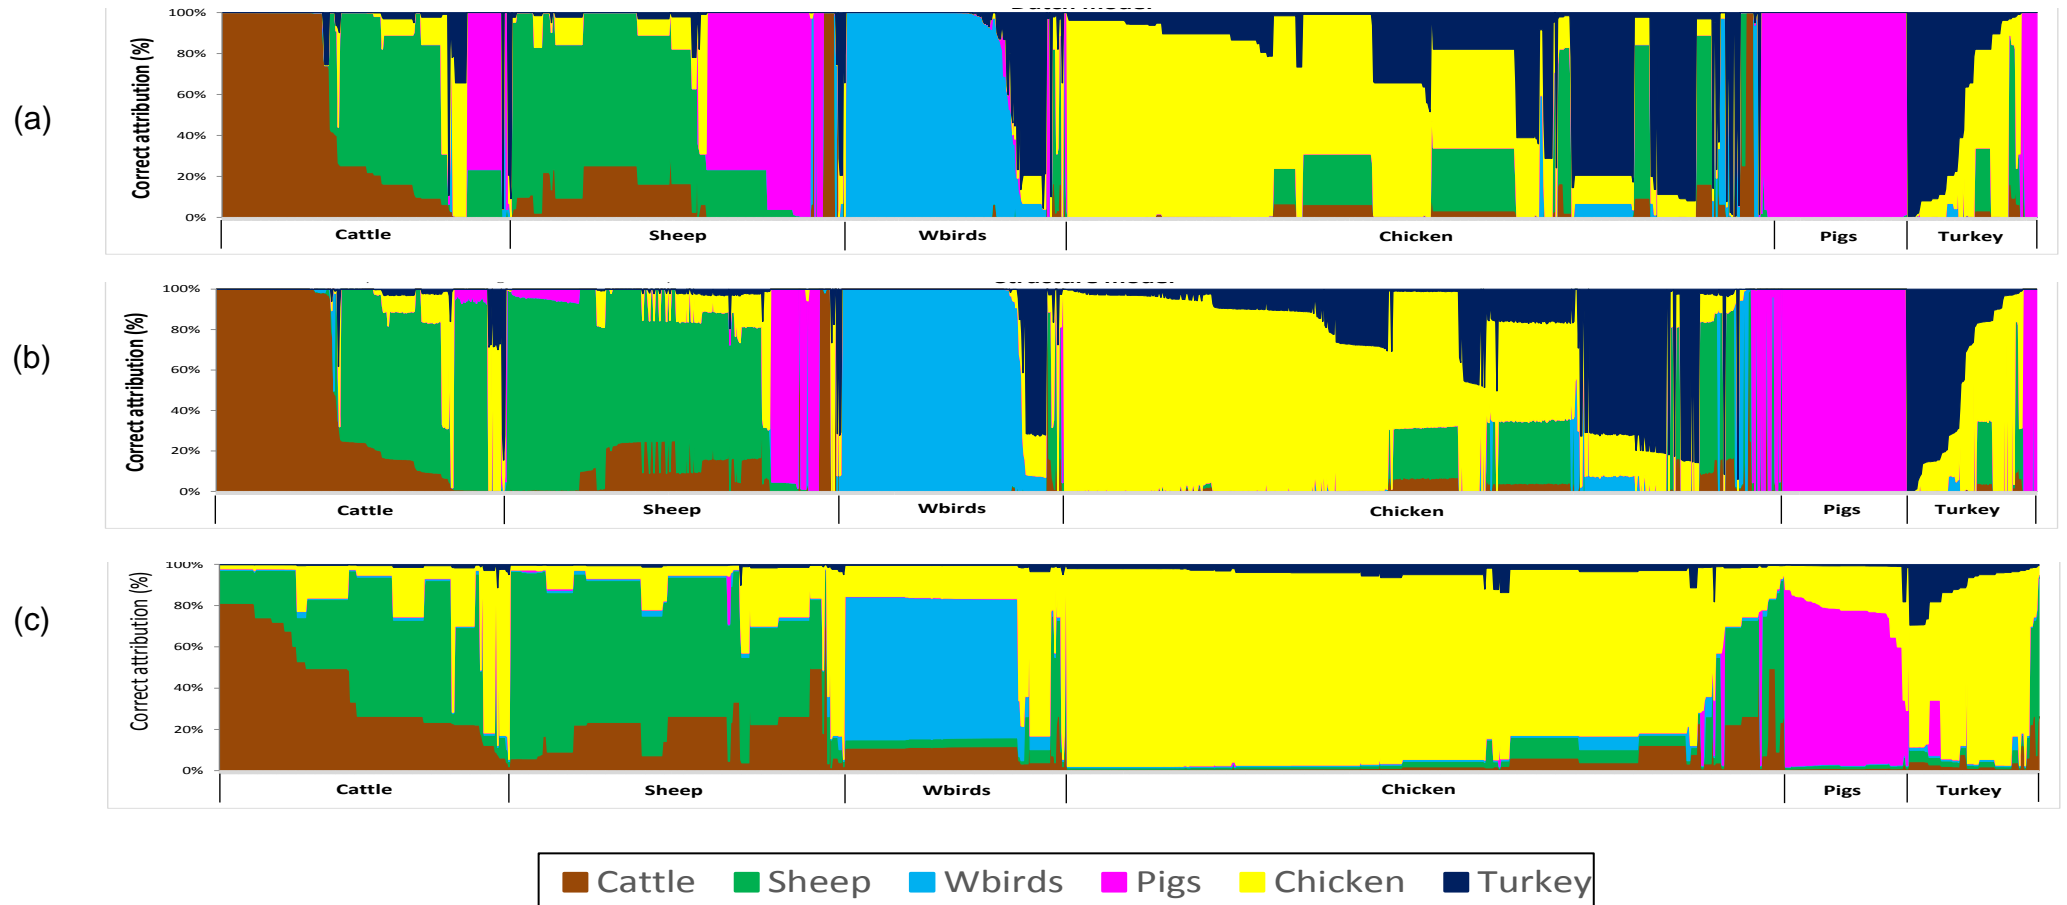 (a)
Correct attribution (%)
100%
80%
60%
40%
20%
0%
Cattle Sheep Wbirds Chicken Pigs Turkey
(b)
Correct attribution (%)
100%
80%
60%
40%
20%
0%
Cattle Sheep Wbirds Chicken Pigs Turkey
(c)
Correct attribution (%)
100%
80%
60%
40%
20%
0%
Cattle Sheep Wbirds Chicken Pigs Turkey
Cattle Sheep Wbirds Pigs Chicken Turkey